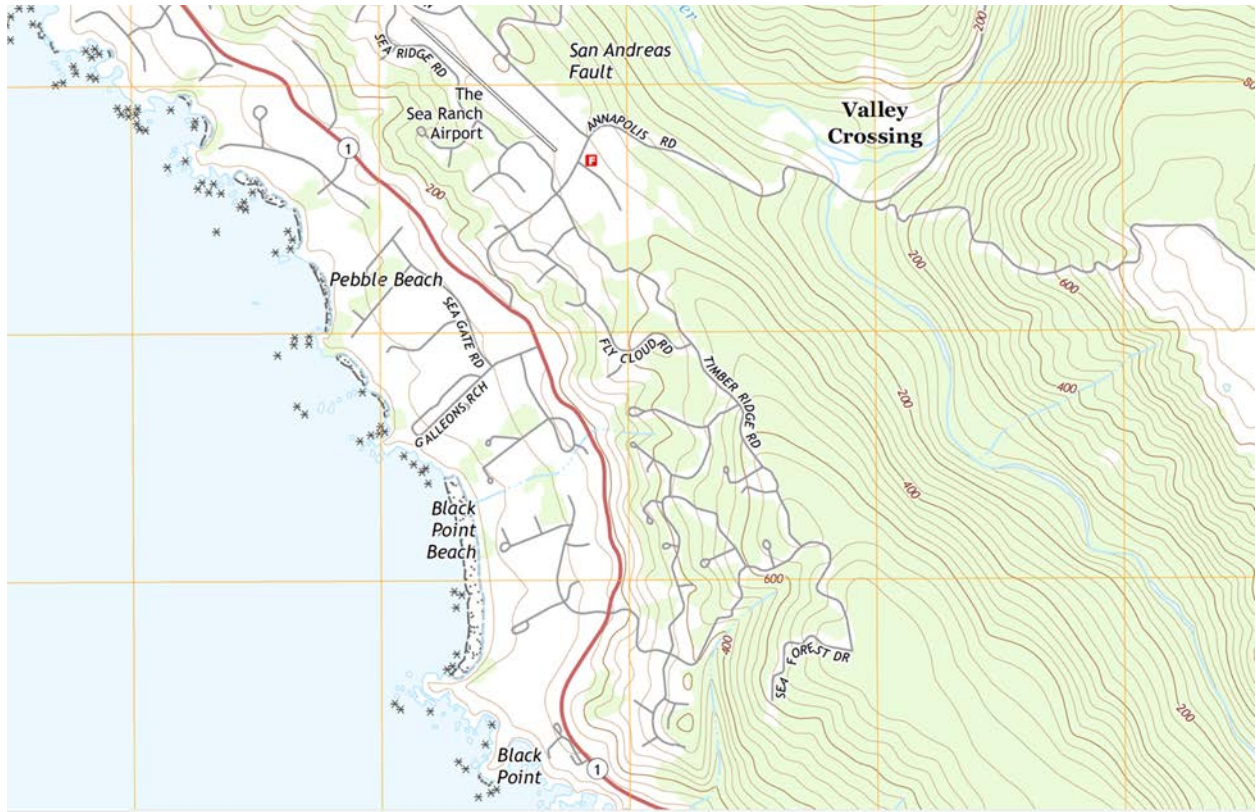 200
er
SEA RIDGE RD
San Andreas
Fault
The
Sea Ranch
Airport
ANNAPOLIS RD
F
Valley
Crossing
1
200
Pebble Beach
SEA GATE RD
200
600
FLY CLOUD RD
TIMBER RIDGE RD
GALLEONS RCH
200
400
400
Black
Point
Beach
600
400
SEA FOREST DR
200
Black
Point
1